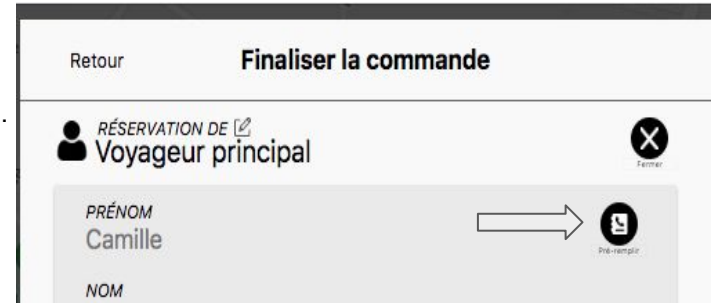 Retour Finaliser la commande
RÉSERVATION DE
Voyageur principal
Fermer
PRÉNOM
Camille
Pré-remplir
NOM